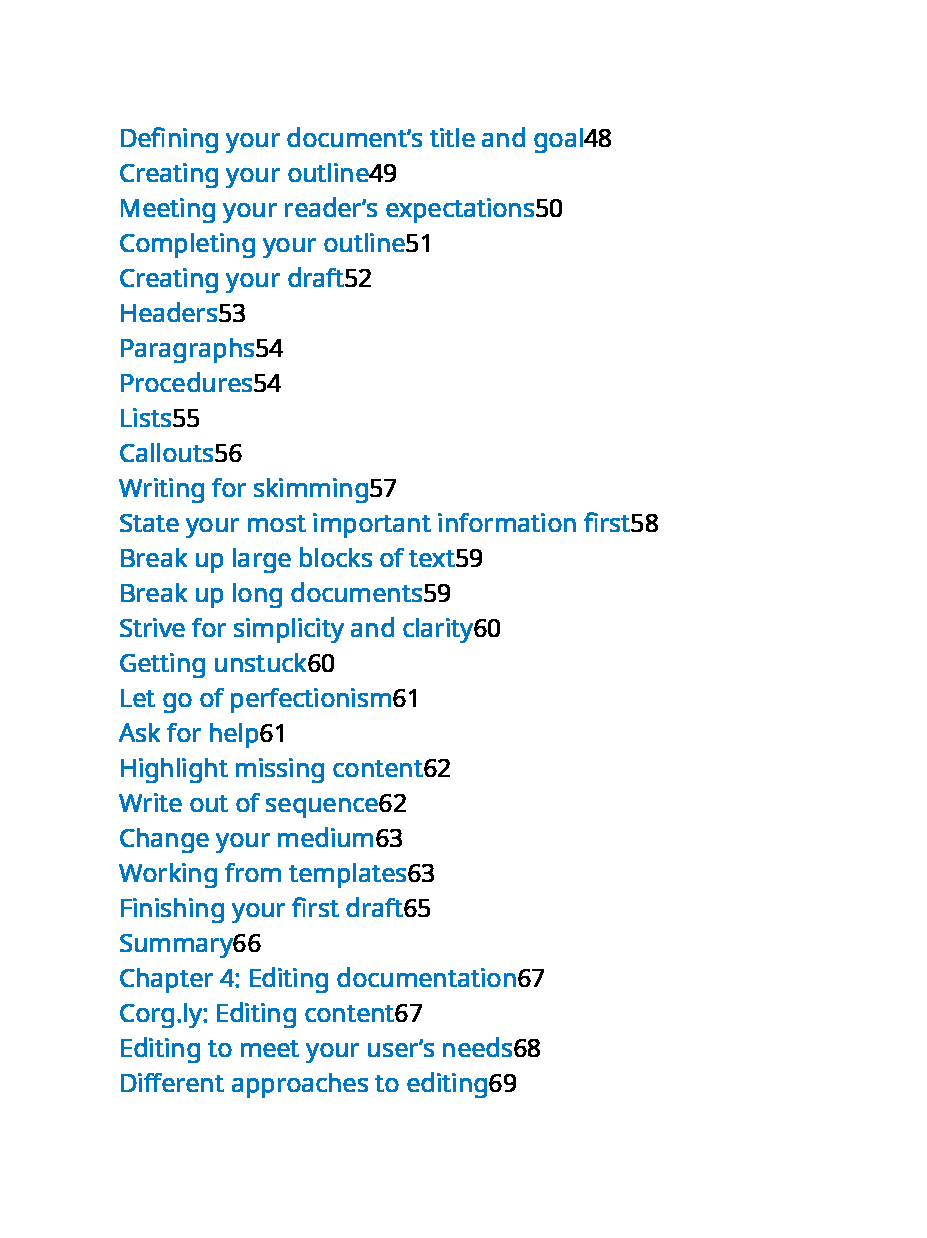 Defining your document’s title and goal48
Creating your outline49
Meeting your reader’s expectations50
Completing your outline51
Creating your draft52
Headers53
Paragraphs54
Procedures54
Lists55
Callouts56
Writing for skimming57
State your most important information first58
Break up large blocks of text59
Break up long documents59
Strive for simplicity and clarity60
Getting unstuck60
Let go of perfectionism61
Ask for help61
Highlight missing content62
Write out of sequence62
Change your medium63
Working from templates63
Finishing your first draft65
Summary66
Chapter 4: Editing documentation67
Corg.ly: Editing content67
Editing to meet your user’s needs68
Different approaches to editing69